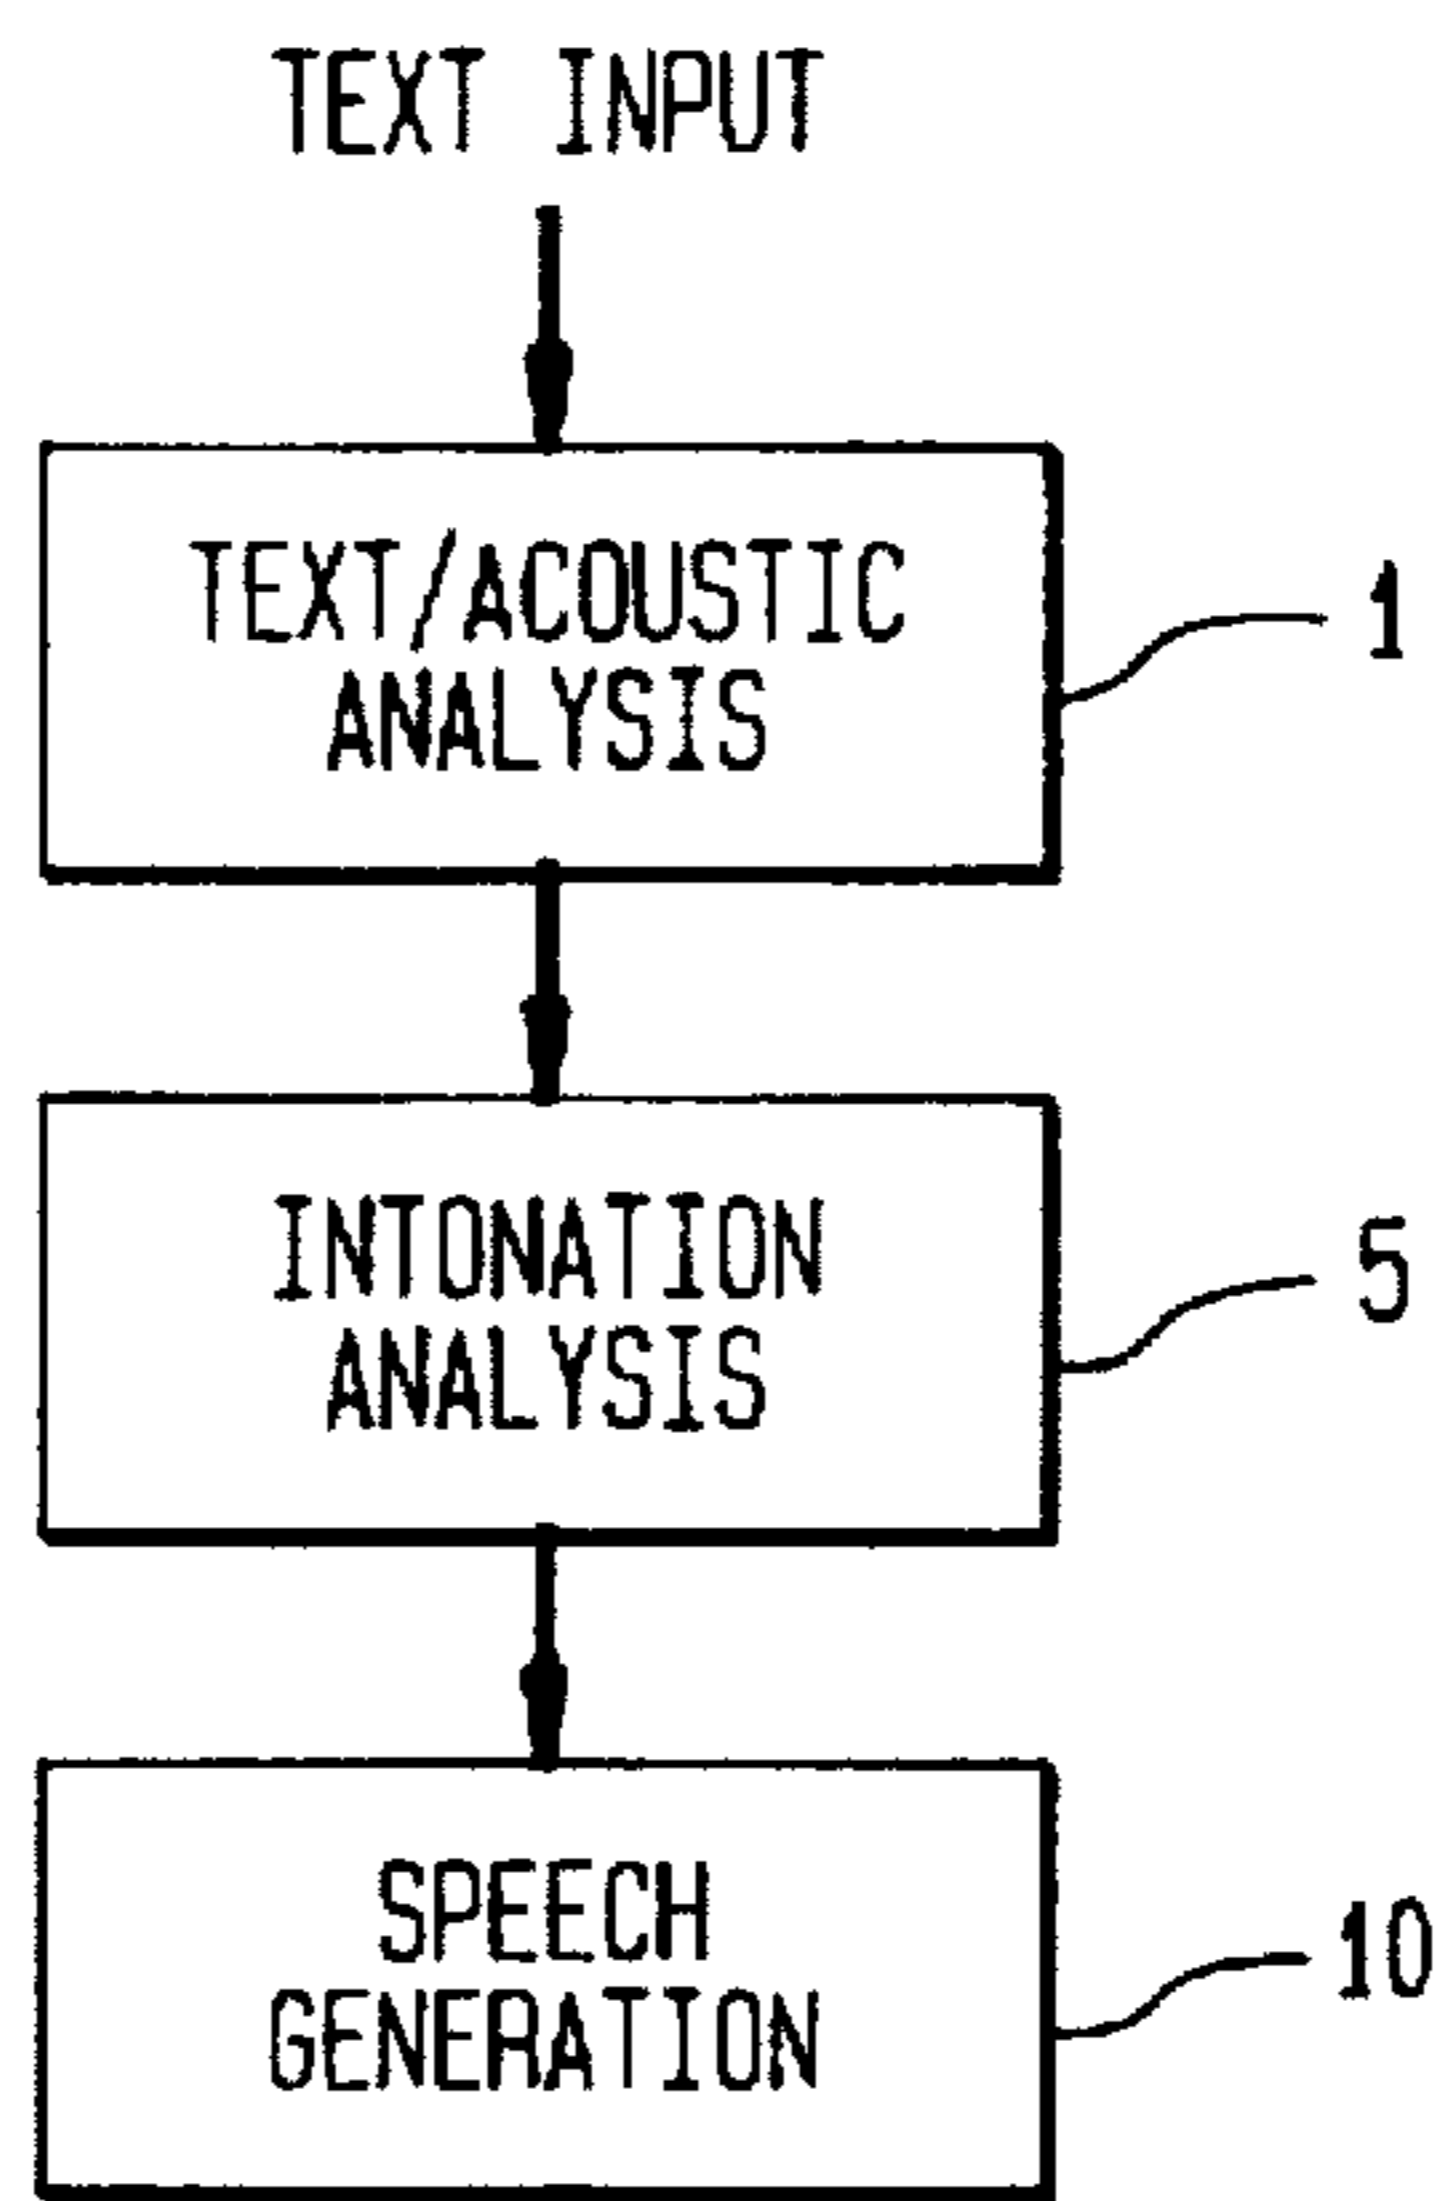 TEXT INPUT
TEXT/ACOUSTIC
ANALYSIS
1
INTONATION
ANALYSIS
5
SPEECH
GENERATION
10